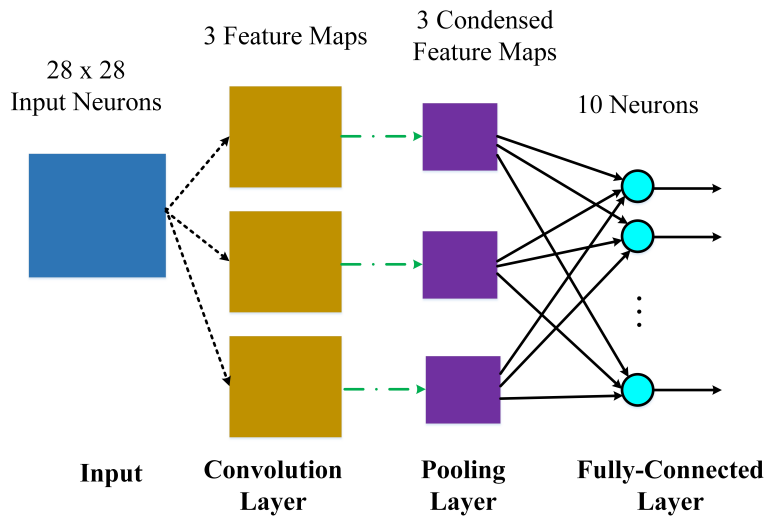 28 x 28
Input Neurons
3 Feature Maps
3 Condensed
Feature Maps
10 Neurons
Input
Convolution
Layer
Pooling
Layer
Fully-Connected
Layer